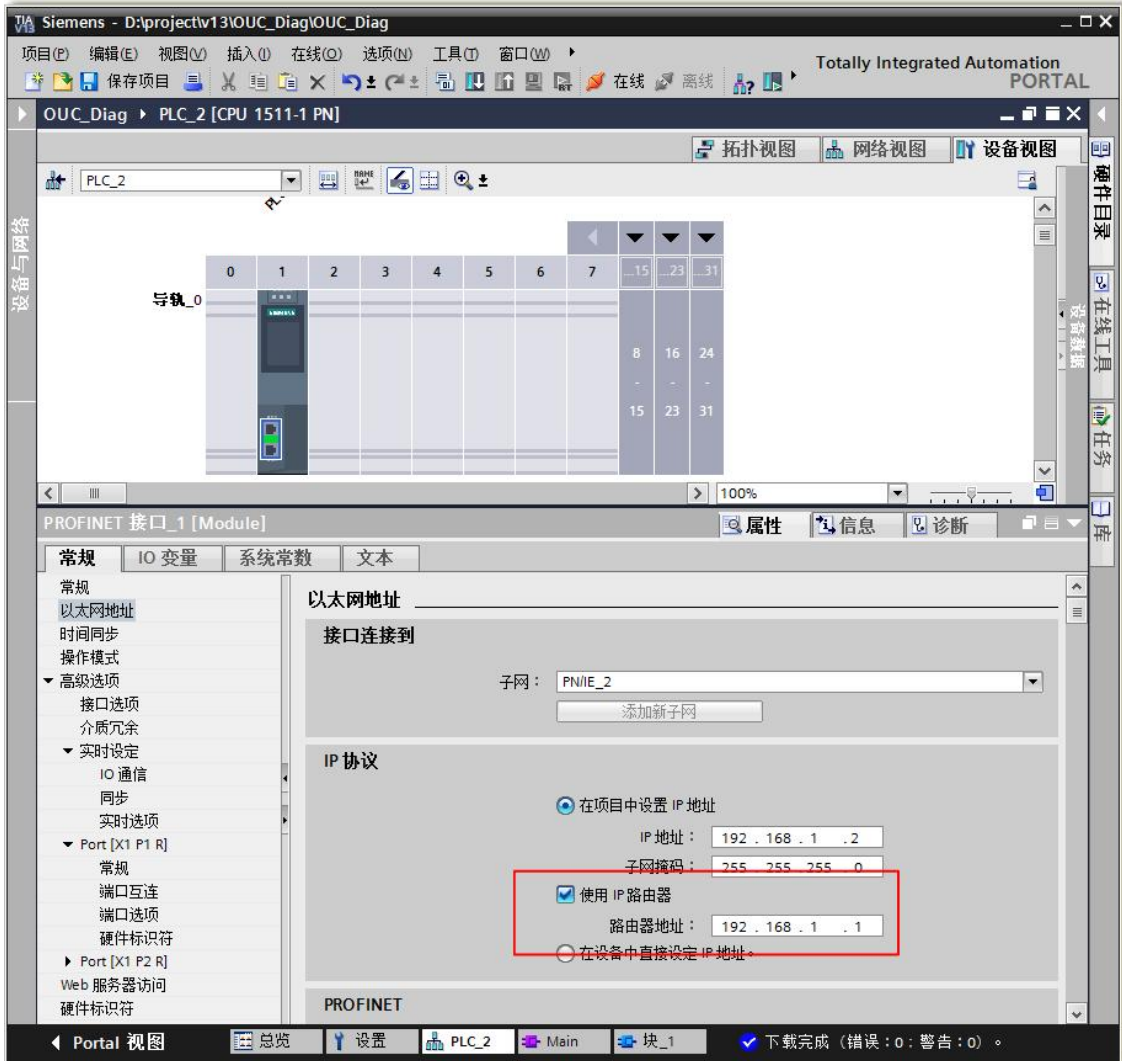 Siemens - D:\project\v13\OUC_Diag\OUC_Diag
项目(P) 编辑(E) 视图(V) 插入(I) 在线(O) 选项(N) 工具(T) 窗口(W)
保存项目 在线 离线
Totally Integrated Automation
PORTAL
OUC_Diag PLC_2 [CPU 1511-1 PN]
拓扑视图 网络视图 设备视图
PLC_2
0 1 2 3 4 5 6 7 ...15 ...23 ...31
导轨_0
SIEMENS
8 16 24
- - -
15 23 31
100%
设备与网络
设备数据
硬件目录
在线工具
任务
库
PROFINET 接口_1 [Module]
属性 信息 诊断
常规 IO 变量 系统常数 文本
常规
以太网地址
时间同步
操作模式
高级选项
接口选项
介质冗余
实时设定
IO 通信
同步
实时选项
Port [X1 P1 R]
常规
端口互连
端口选项
硬件标识符
Port [X1 P2 R]
Web 服务器访问
硬件标识符
以太网地址
接口连接到
子网： PN/IE_2
添加新子网
IP 协议
在项目中设置 IP 地址
IP 地址： 192 . 168 . 1 . 2
子网掩码： 255 . 255 . 255 . 0
使用 IP 路由器
路由器地址： 192 . 168 . 1 . 1
在设备中直接设定 IP 地址。
PROFINET
Portal 视图 总览 设置 PLC_2 Main 块_1 下载完成（错误：0；警告：0）。